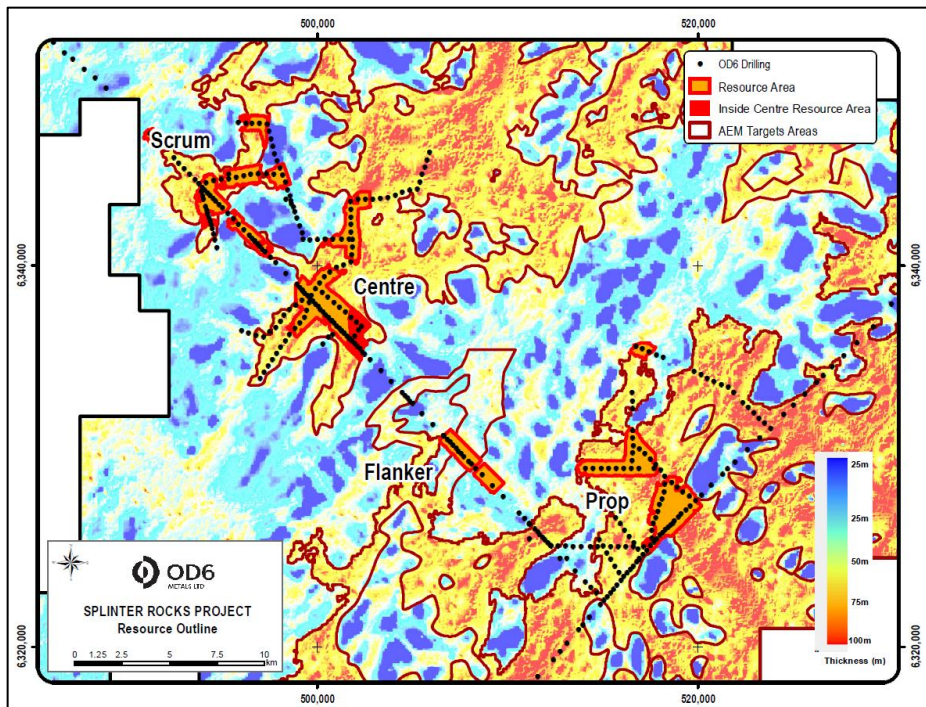 500,000
520,000
OD6 Drilling
Resource Area
Inside Centre Resource Area
AEM Targets Areas
Scrum
6,340,000
6,340,000
Centre
Flanker
Prop
25m
25m
50m
75m
100m
Thickness (m)
OD6
METALS LTD
SPLINTER ROCKS PROJECT
Resource Outline
0 1.25 2.5 5 7.5 10
km
6,320,000
6,320,000
500,000
520,000